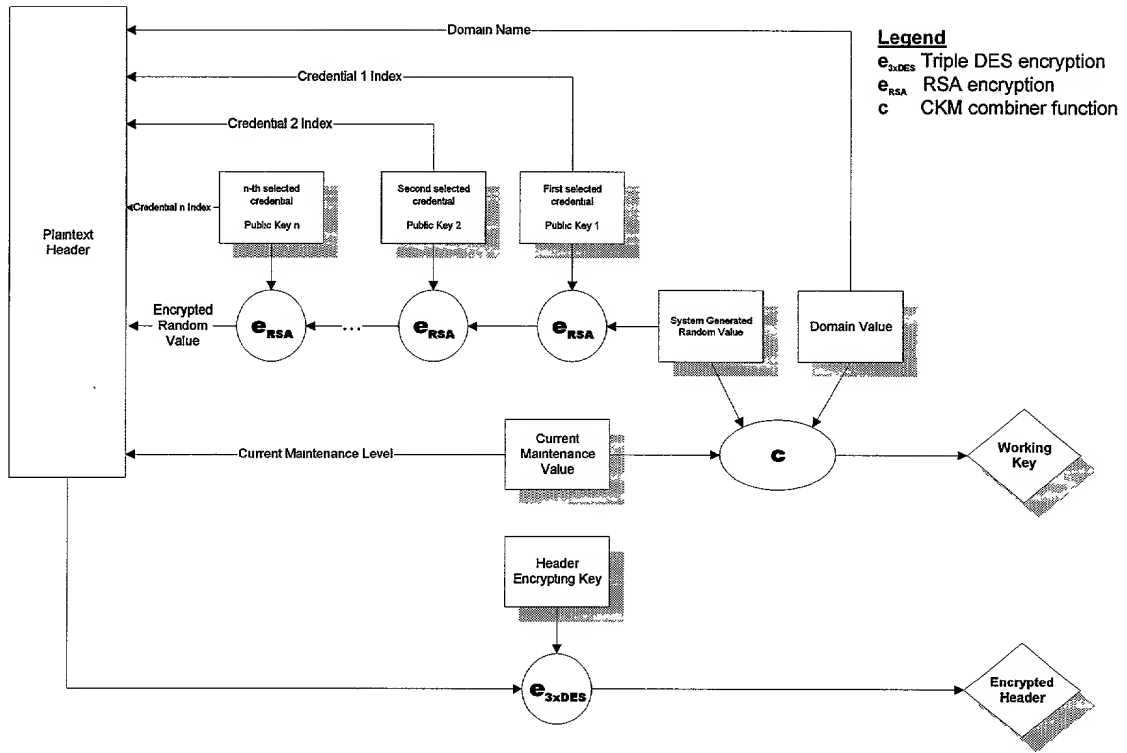 Domain Name
Legend
e3xDES Triple DES encryption
eRSA RSA encryption
c CKM combiner function
Credential 1 Index
Credential 2 Index
n-th selected
credential
Public Key n
Second selected
credential
Public Key 2
First selected
credential
Public Key 1
Credential n Index
Plaintext
Header
Encrypted
Random
Value
eRSA
...
eRSA
eRSA
System Generated
Random Value
Domain Value
Current Maintenance Level
Current
Maintenance
Value
c
Working
Key
Header
Encrypting Key
e3xDES
Encrypted
Header